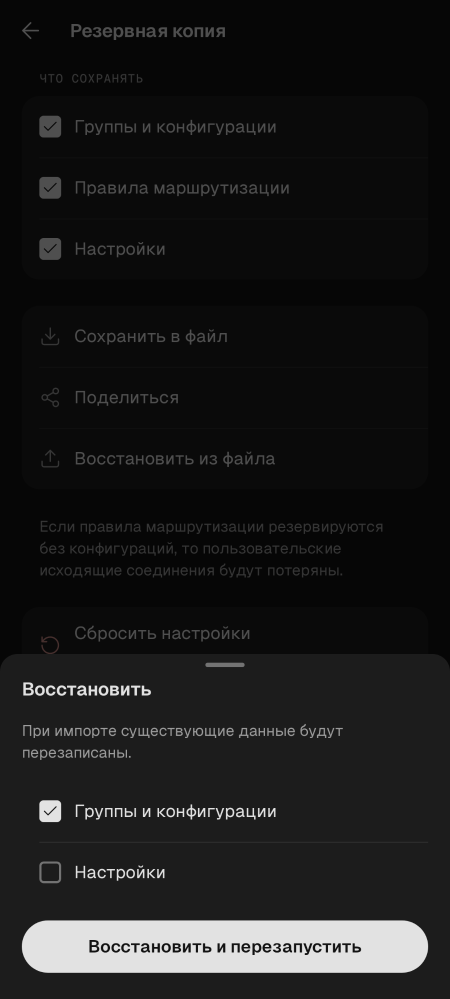 Резервная копия
ЧТО СОХРАНЯТЬ
Группы и конфигурации
Правила маршрутизации
Настройки
Сохранить в файл
Поделиться
Восстановить из файла
Если правила маршрутизации резервируются
без конфигураций, то пользовательские
исходящие соединения будут потеряны.
Сбросить настройки
Восстановить
При импорте существующие данные будут
перезаписаны.
Группы и конфигурации
Настройки
Восстановить и перезапустить